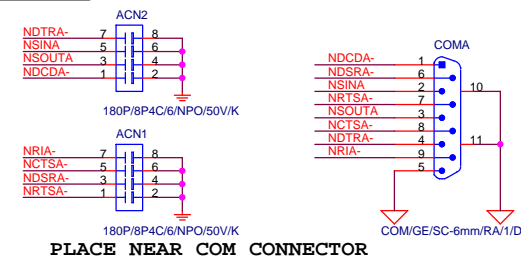 ACN2
NDTRA- 7 8
NSINA 5 6
NSOUTA 3 4
NDCDA- 1 2
180P/8P4C/6/NPO/50V/K
ACN1
NRIA- 7 8
NCTSA- 5 6
NDSRA- 3 4
NRTSA- 1 2
180P/8P4C/6/NPO/50V/K
COMA
NDCDA- 1
NDSRA- 6
NSINA 2
NRTSA- 7
NSOUTA 3
NCTSA- 8
NDTRA- 4
NRIA- 9
5
10
11
COM/GE/SC-6mm/RA/1/D
PLACE NEAR COM CONNECTOR